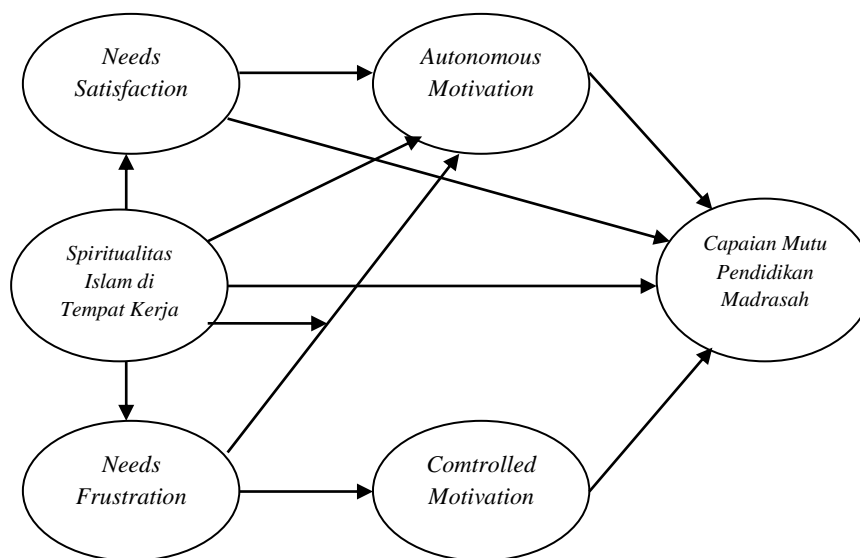 Needs
Satisfaction
Autonomous
Motivation
Spiritualitas
Islam di
Tempat Kerja
Capaian Mutu
Pendidikan
Madrasah
Needs
Frustration
Comtrolled
Motivation